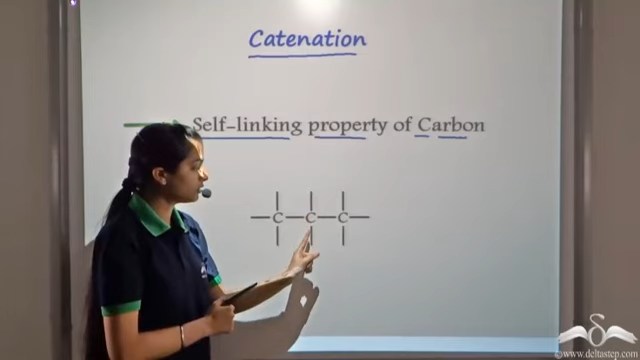 Catenation
Self-linking property of Carbon
C C C
©www.deltastep.com